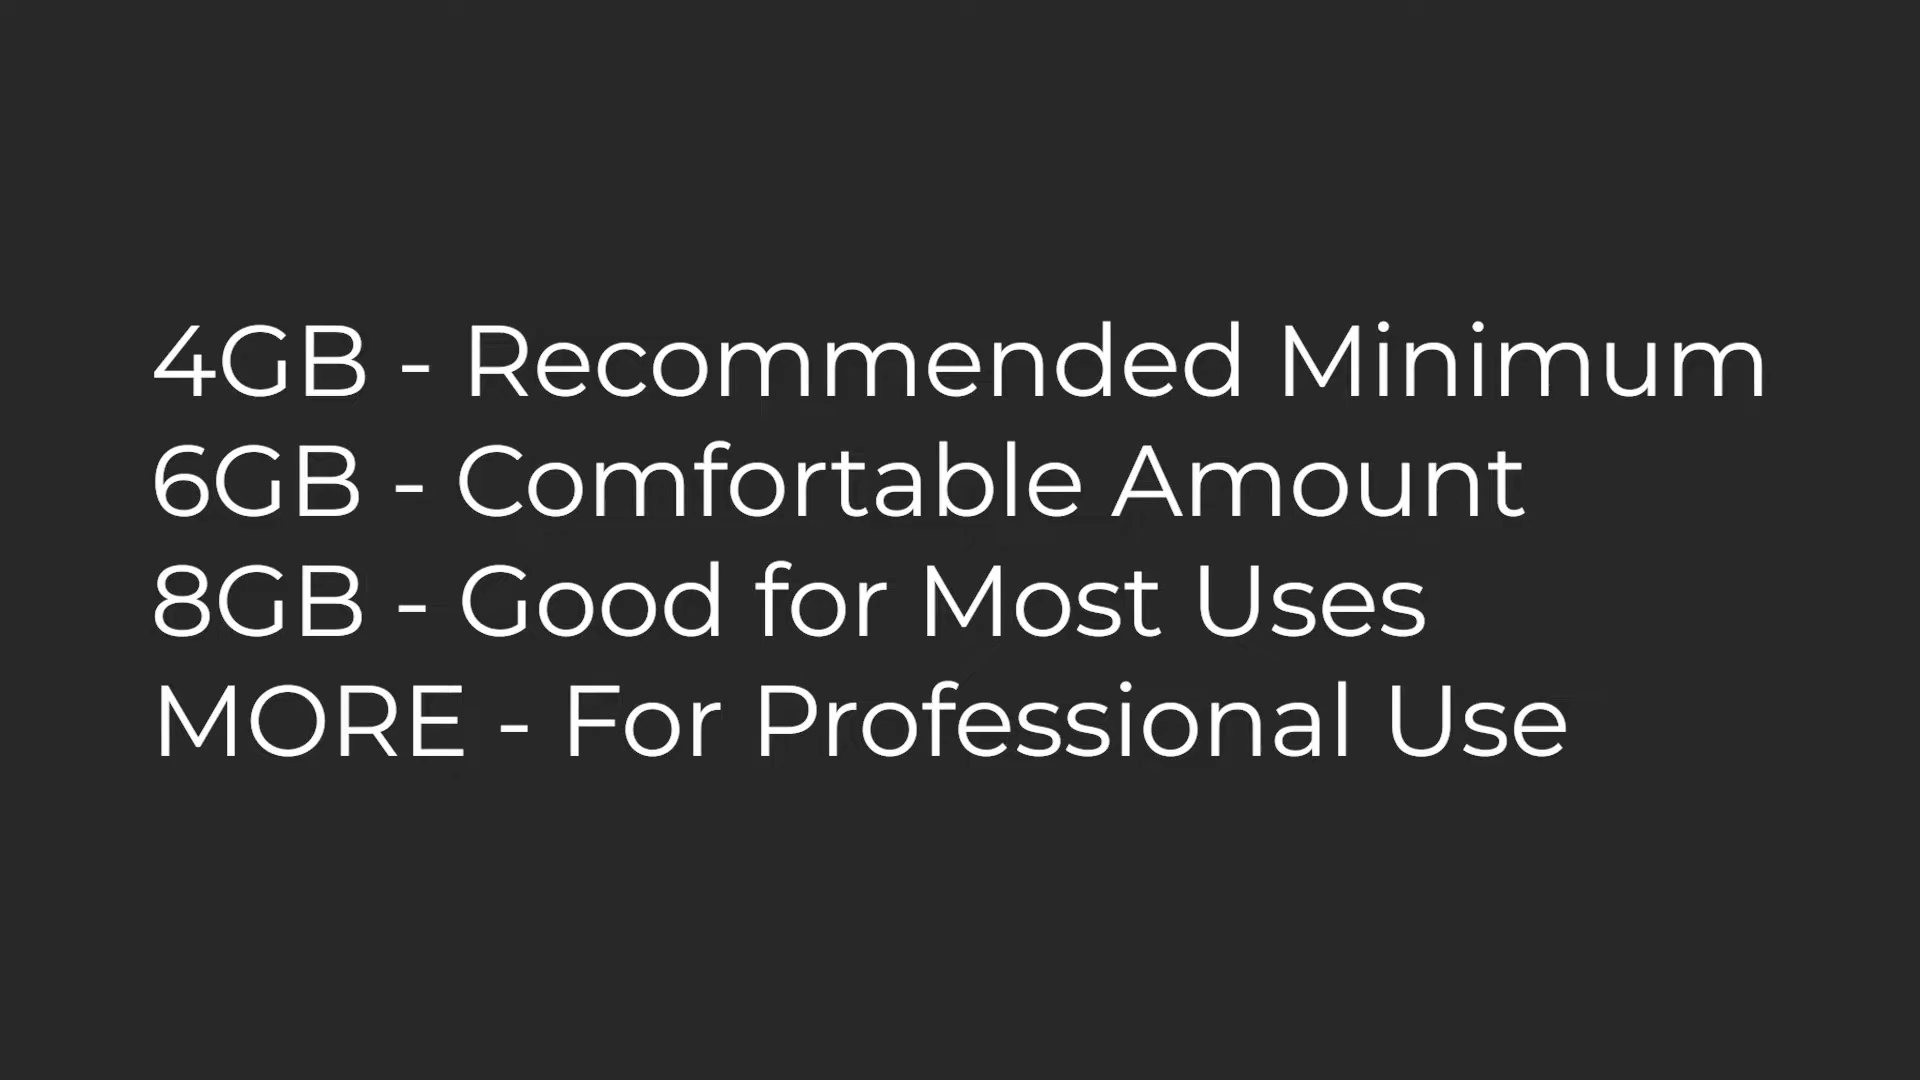 4GB - Recommended Minimum
6GB - Comfortable Amount
8GB - Good for Most Uses
MORE - For Professional Use